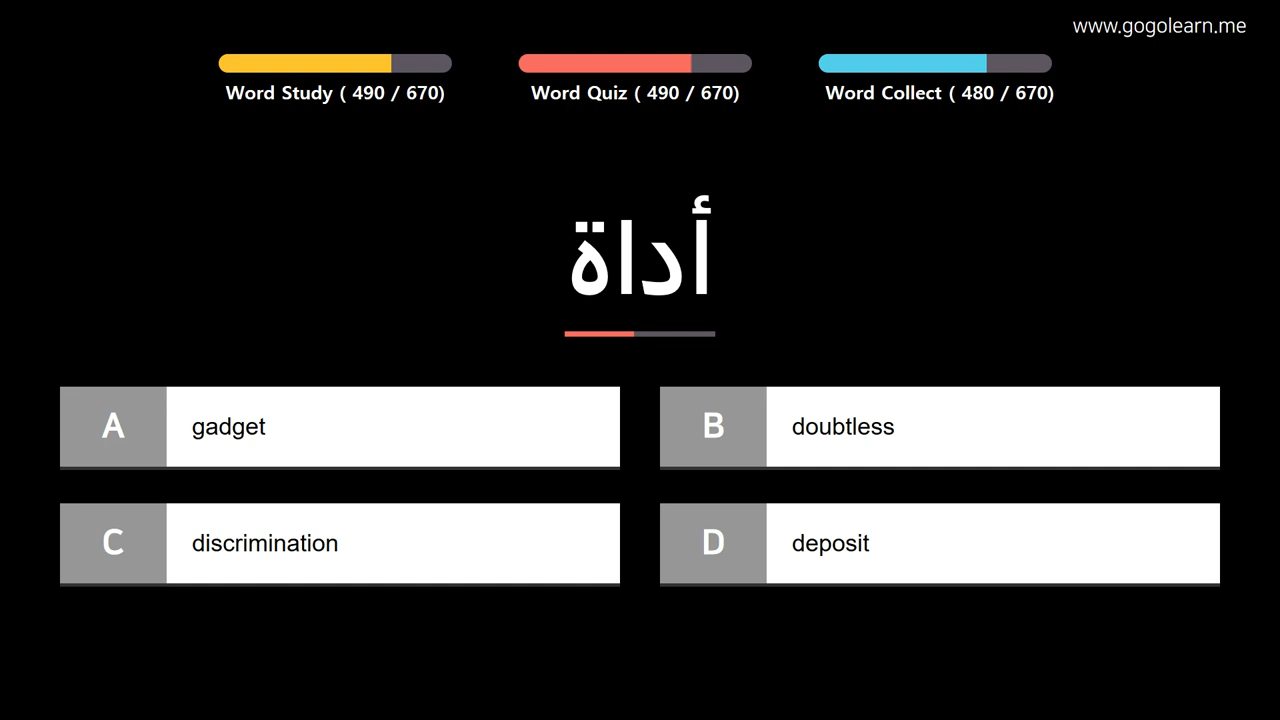 www.gogolearn.me
Word Study ( 490 / 670)
Word Quiz ( 490 / 670)
Word Collect ( 480 / 670)
أداة
A gadget
B doubtless
C discrimination
D deposit